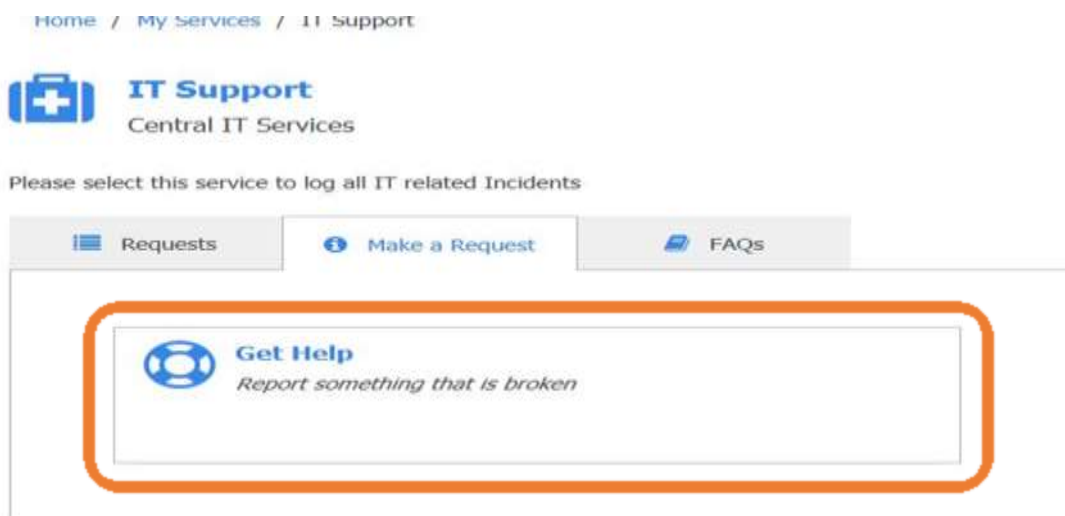 Home / My Services / IT Support
IT Support
Central IT Services
Please select this service to log all IT related Incidents
Requests Make a Request FAQs
Get Help
Report something that is broken